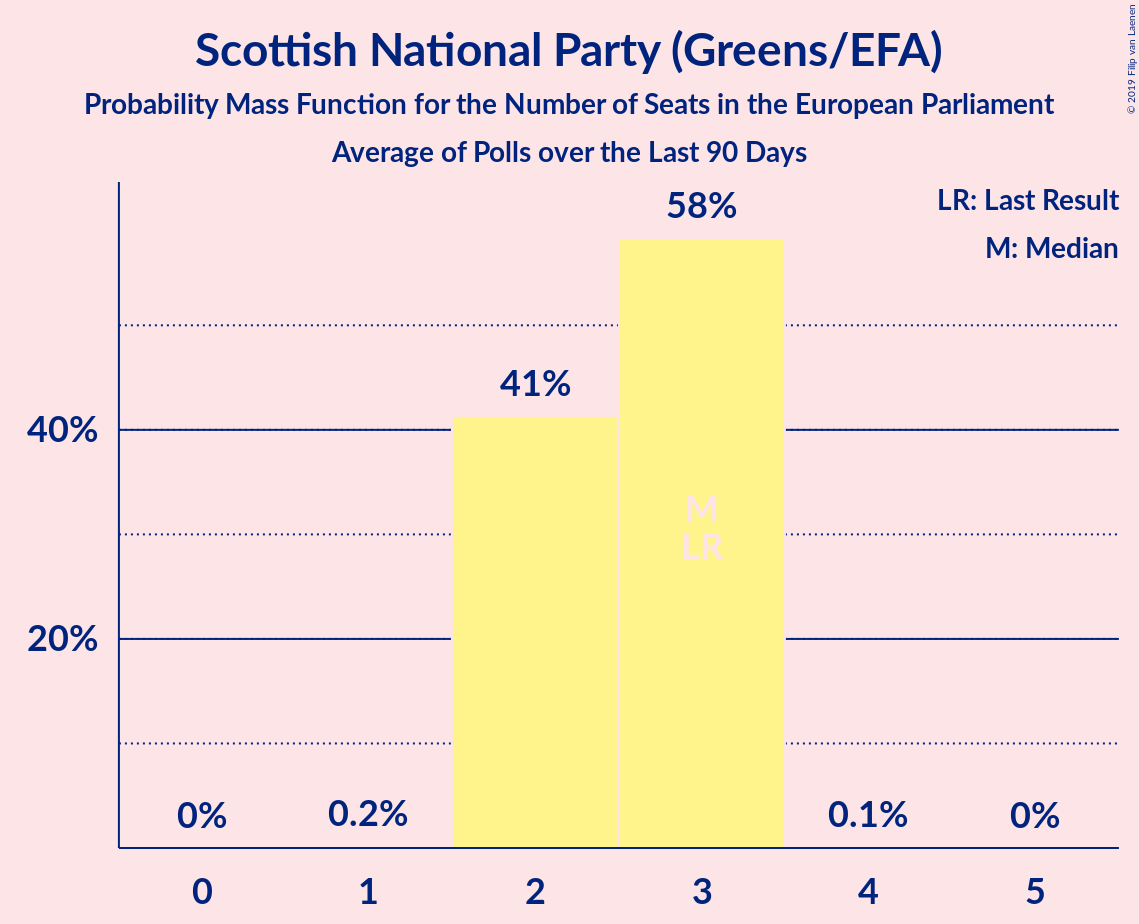 Scottish National Party (Greens/EFA)
Probability Mass Function for the Number of Seats in the European Parliament
Average of Polls over the Last 90 Days
© 2019 Filip van Laenen
LR: Last Result
M: Median
58%
41%
40%
M
LR
20%
0%
0.2%
0.1%
0%
0 1 2 3 4 5